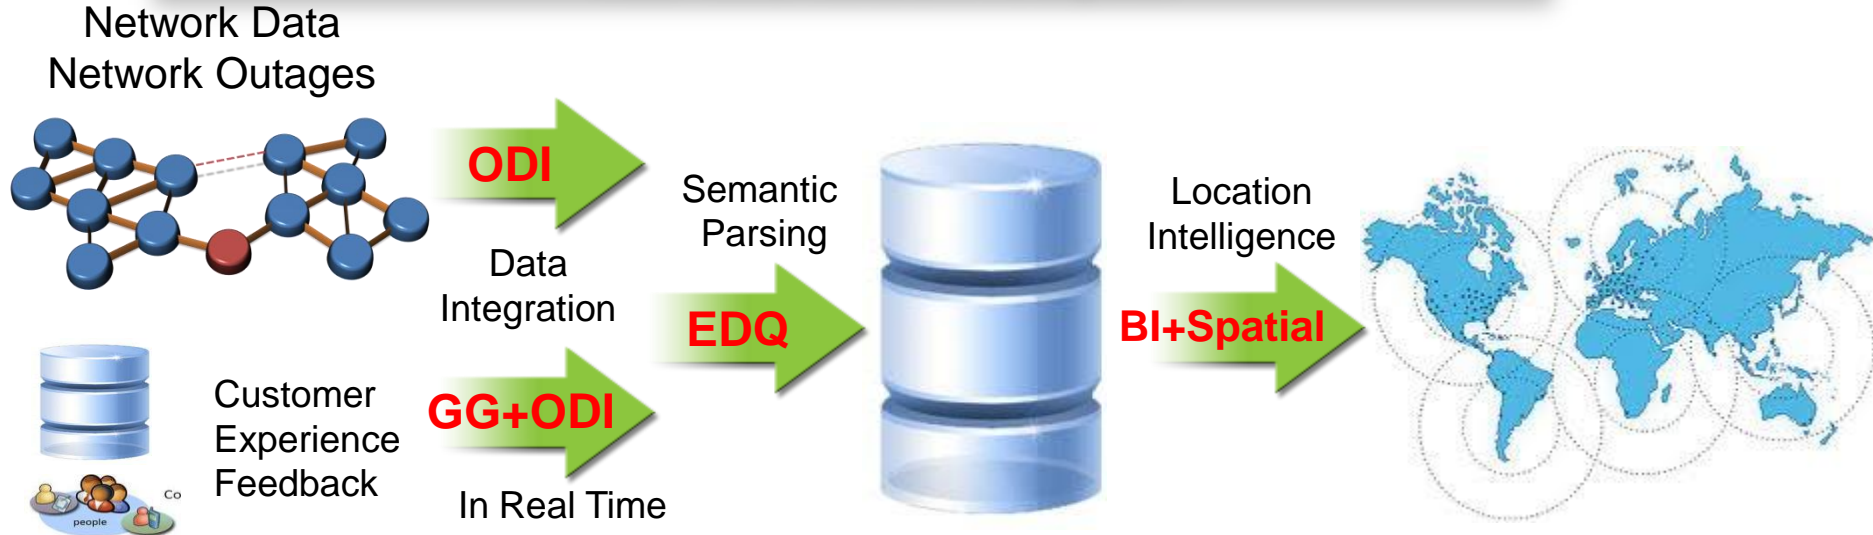 Network Data
Network Outages
ODI
Data
Integration
Customer
Experience
Feedback
Co
people
GG+ODI
In Real Time
Semantic
Parsing
EDQ
Location
Intelligence
BI+Spatial